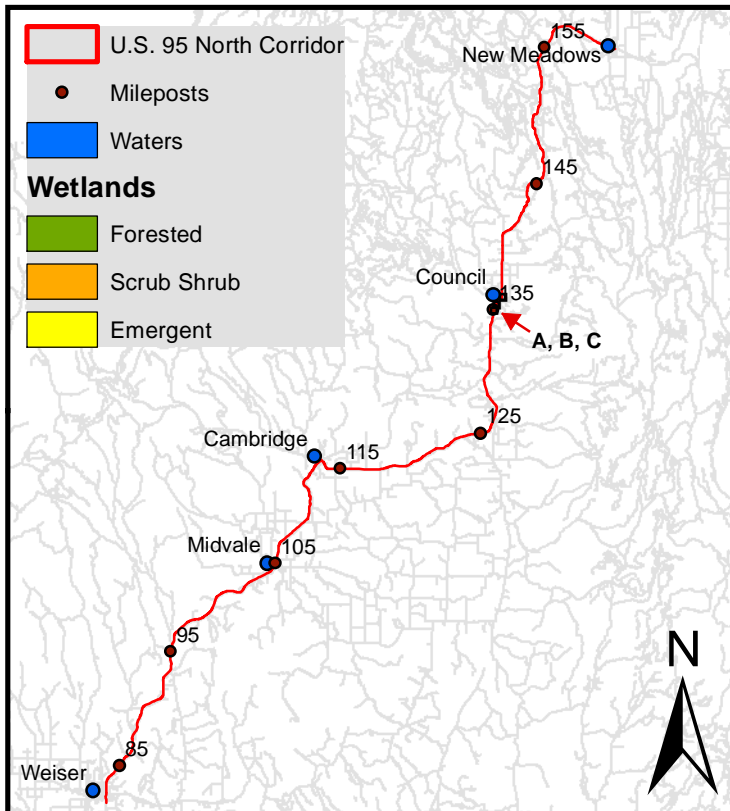 U.S. 95 North Corridor
Mileposts
Waters
Wetlands
Forested
Scrub Shrub
Emergent
155
New Meadows
145
Council
135
A, B, C
125
Cambridge
115
Midvale
105
95
N
85
Weiser